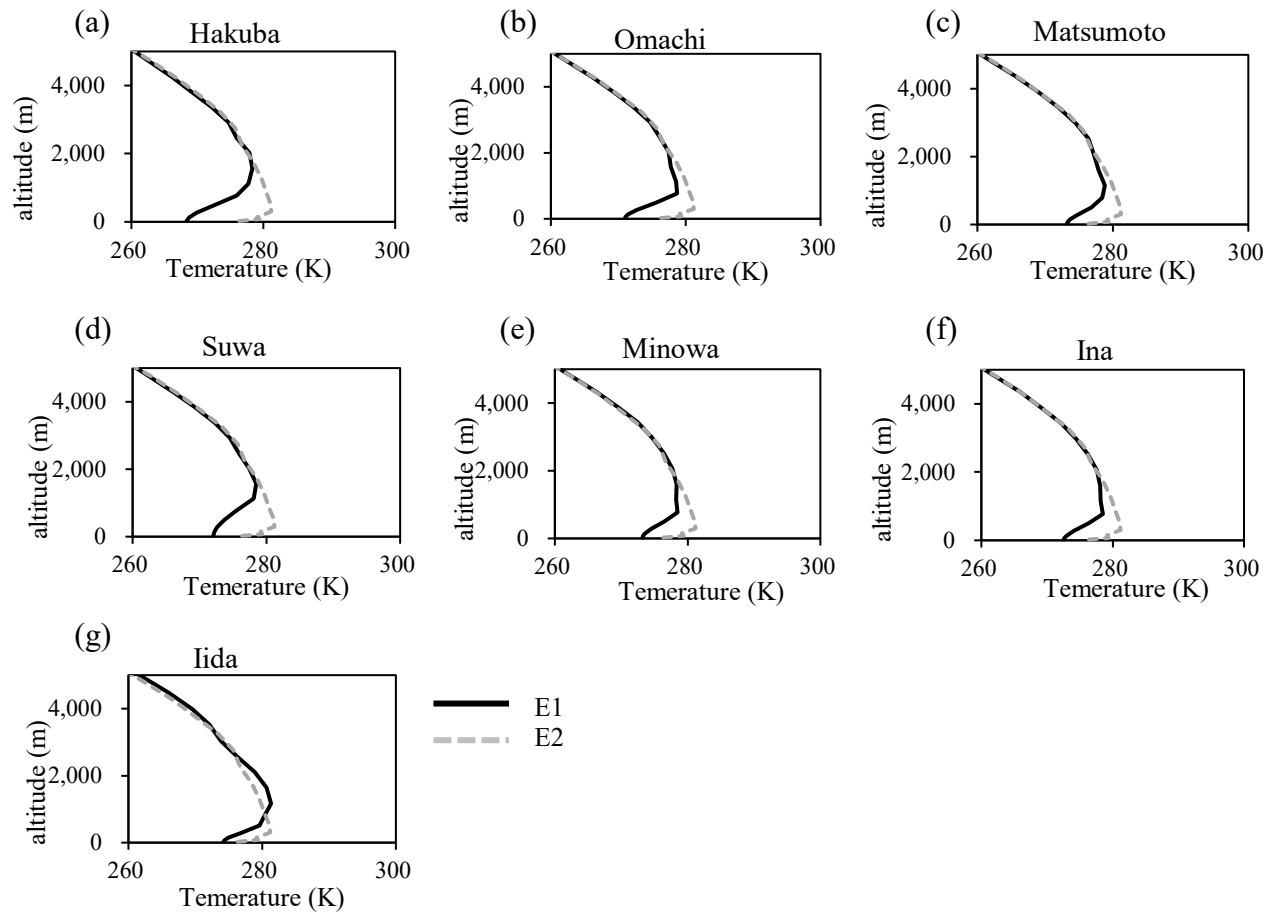 (a)
Hakuba
altitude (m)
4,000
2,000
0
260
280
300
Temerature (K)
(b)
Omachi
altitude (m)
4,000
2,000
0
260
280
300
Temerature (K)
(c)
Matsumoto
altitude (m)
4,000
2,000
0
260
280
300
Temerature (K)
(d)
Suwa
altitude (m)
4,000
2,000
0
260
280
300
Temerature (K)
(e)
Minowa
altitude (m)
4,000
2,000
0
260
280
300
Temerature (K)
(f)
Ina
altitude (m)
4,000
2,000
0
260
280
300
Temerature (K)
(g)
Iida
altitude (m)
4,000
2,000
0
260
280
300
Temerature (K)
E1
E2